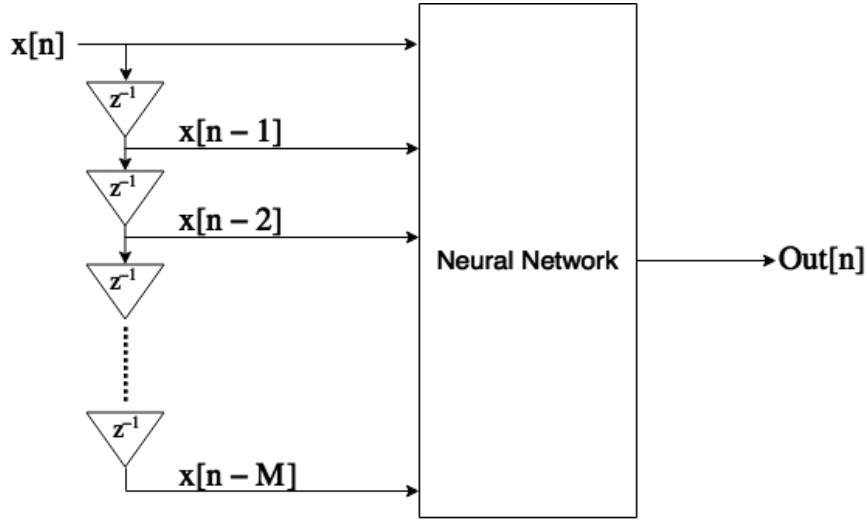 x[n]
z⁻¹
x[n − 1]
z⁻¹
x[n − 2]
z⁻¹
Neural Network
Out[n]
z⁻¹
x[n − M]